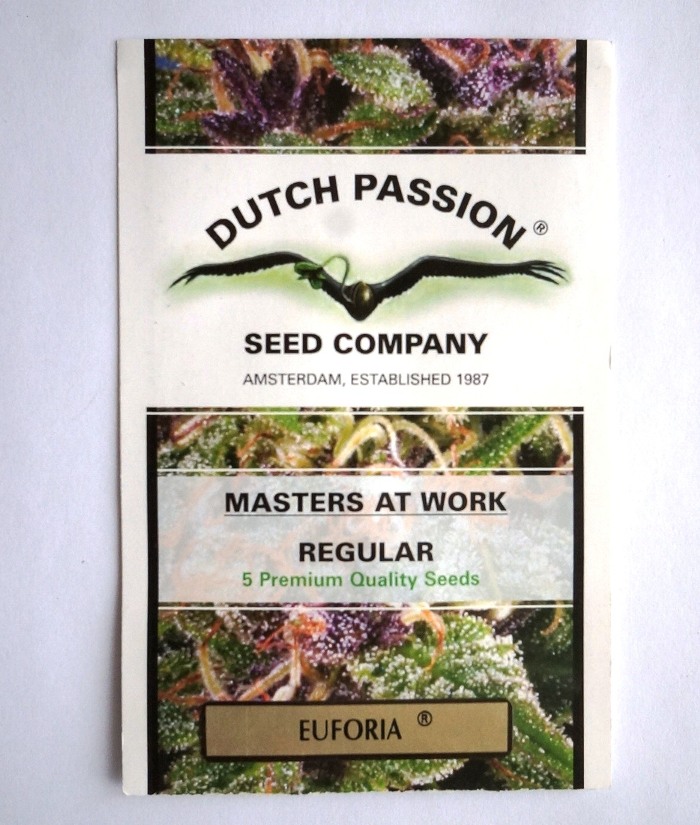 DUTCH PASSION®
SEED COMPANY
AMSTERDAM, ESTABLISHED 1987
MASTERS AT WORK
REGULAR
5 Premium Quality Seeds
EUFORIA ®